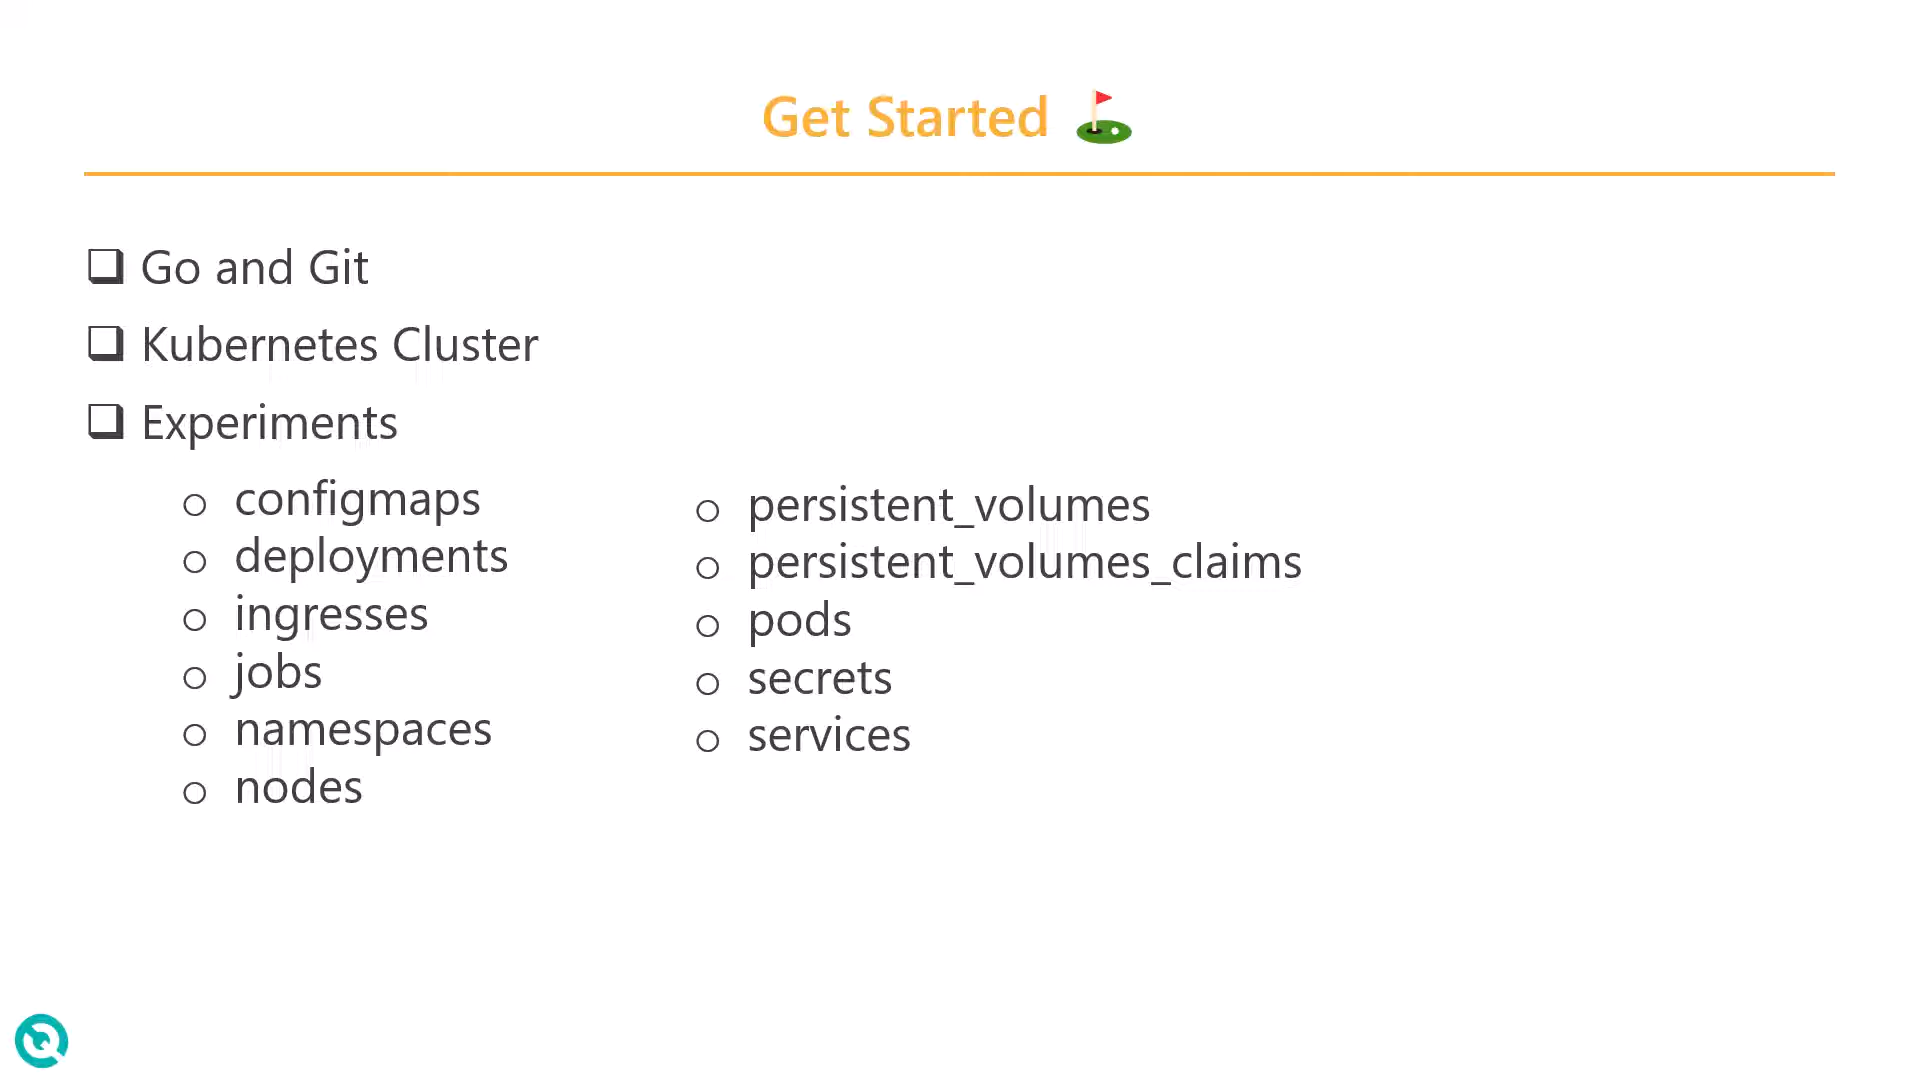 Get Started
Go and Git
Kubernetes Cluster
Experiments
configmaps
deployments
ingresses
jobs
namespaces
nodes
persistent_volumes
persistent_volumes_claims
pods
secrets
services